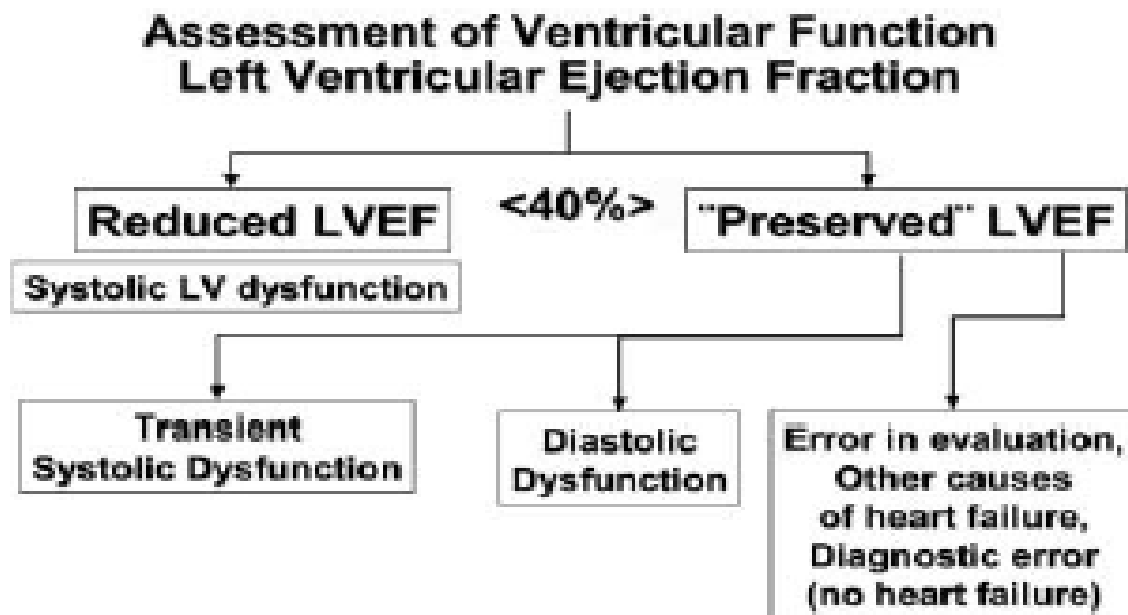 Assessment of Ventricular Function
Left Ventricular Ejection Fraction
Reduced LVEF
<40%>
¨Preserved¨ LVEF
Systolic LV dysfunction
Transient
Systolic Dysfunction
Diastolic
Dysfunction
Error in evaluation,
Other causes
of heart failure,
Diagnostic error
(no heart failure)